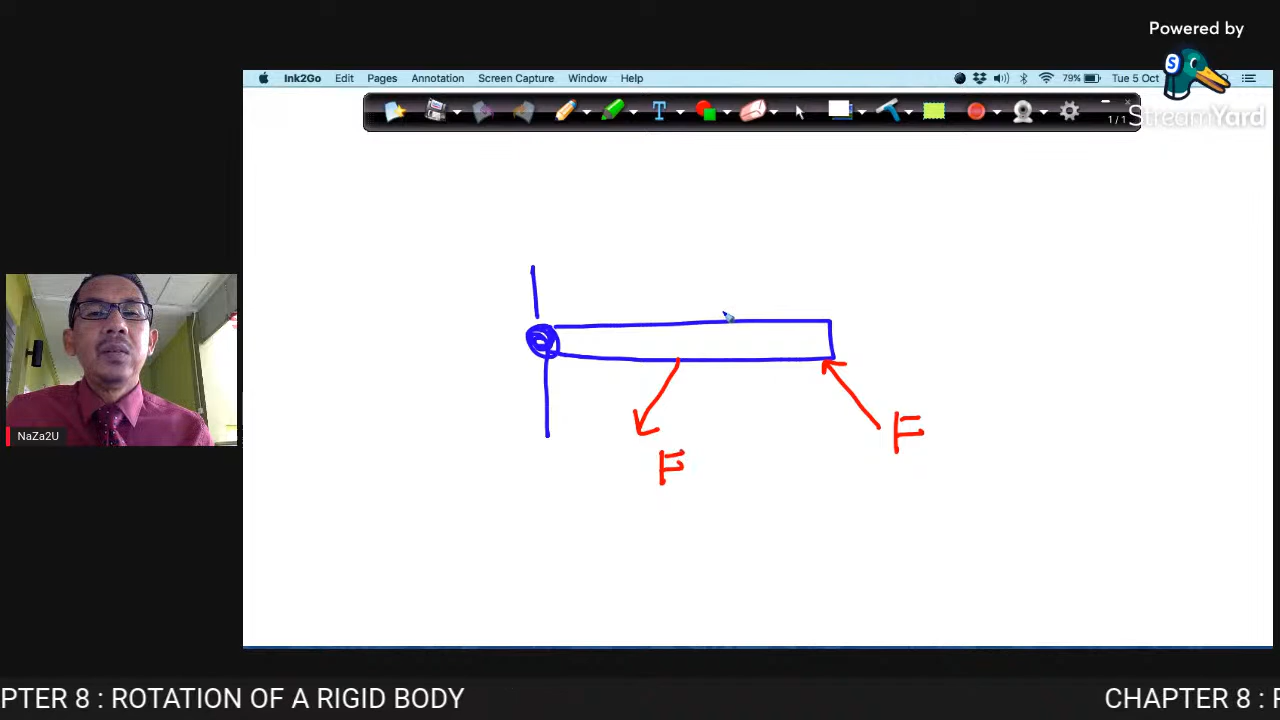 Powered by
StreamYard
Ink2Go Edit Pages Annotation Screen Capture Window Help 79% Tue 5 Oct
T
1 / 1
S
F
F
NaZa2U
PTER 8 : ROTATION OF A RIGID BODY CHAPTER 8 :